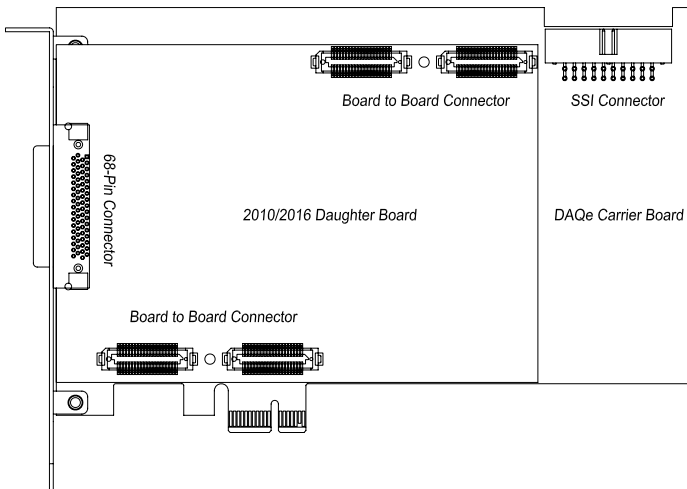 Board to Board Connector
SSI Connector
68-Pin Connector
2010/2016 Daughter Board
DAQe Carrier Board
Board to Board Connector